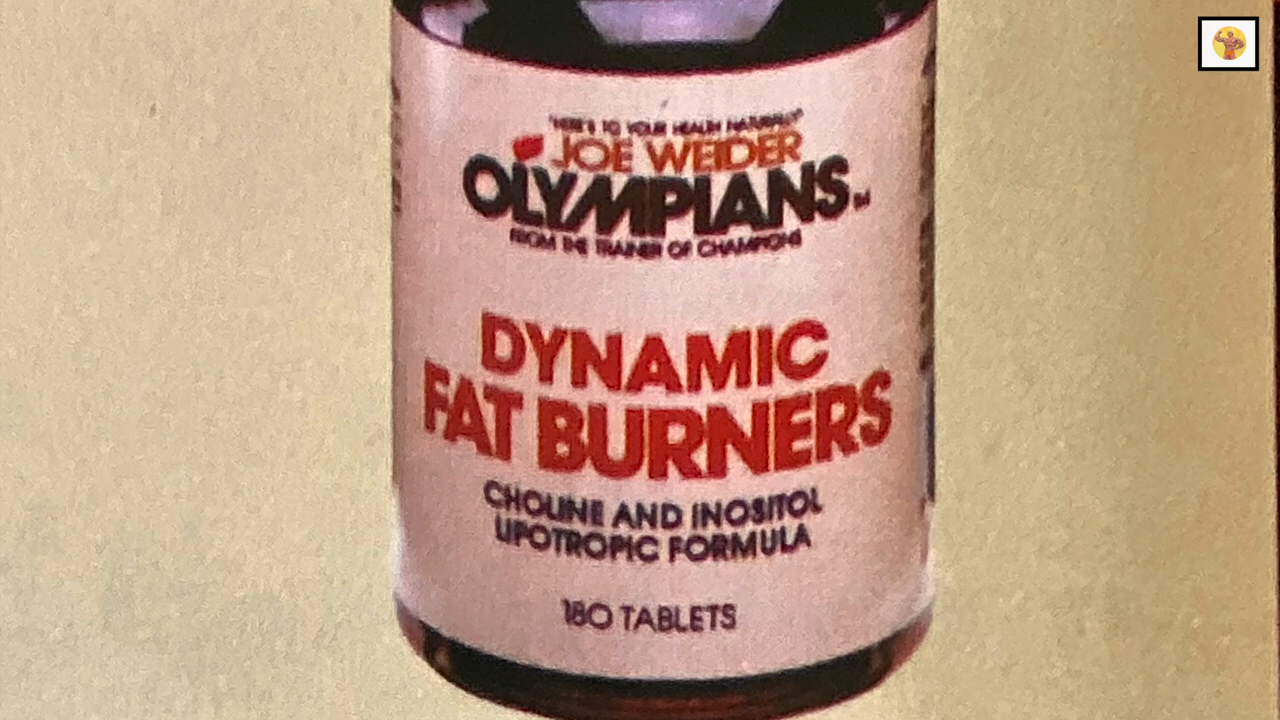 "HERE'S TO YOUR HEALTH NATURALLY"
JOE WEIDER
OLYMPIANS™
FROM THE TRAINER OF CHAMPIONS
DYNAMIC
FAT BURNERS
CHOLINE AND INOSITOL
LIPOTROPIC FORMULA
180 TABLETS